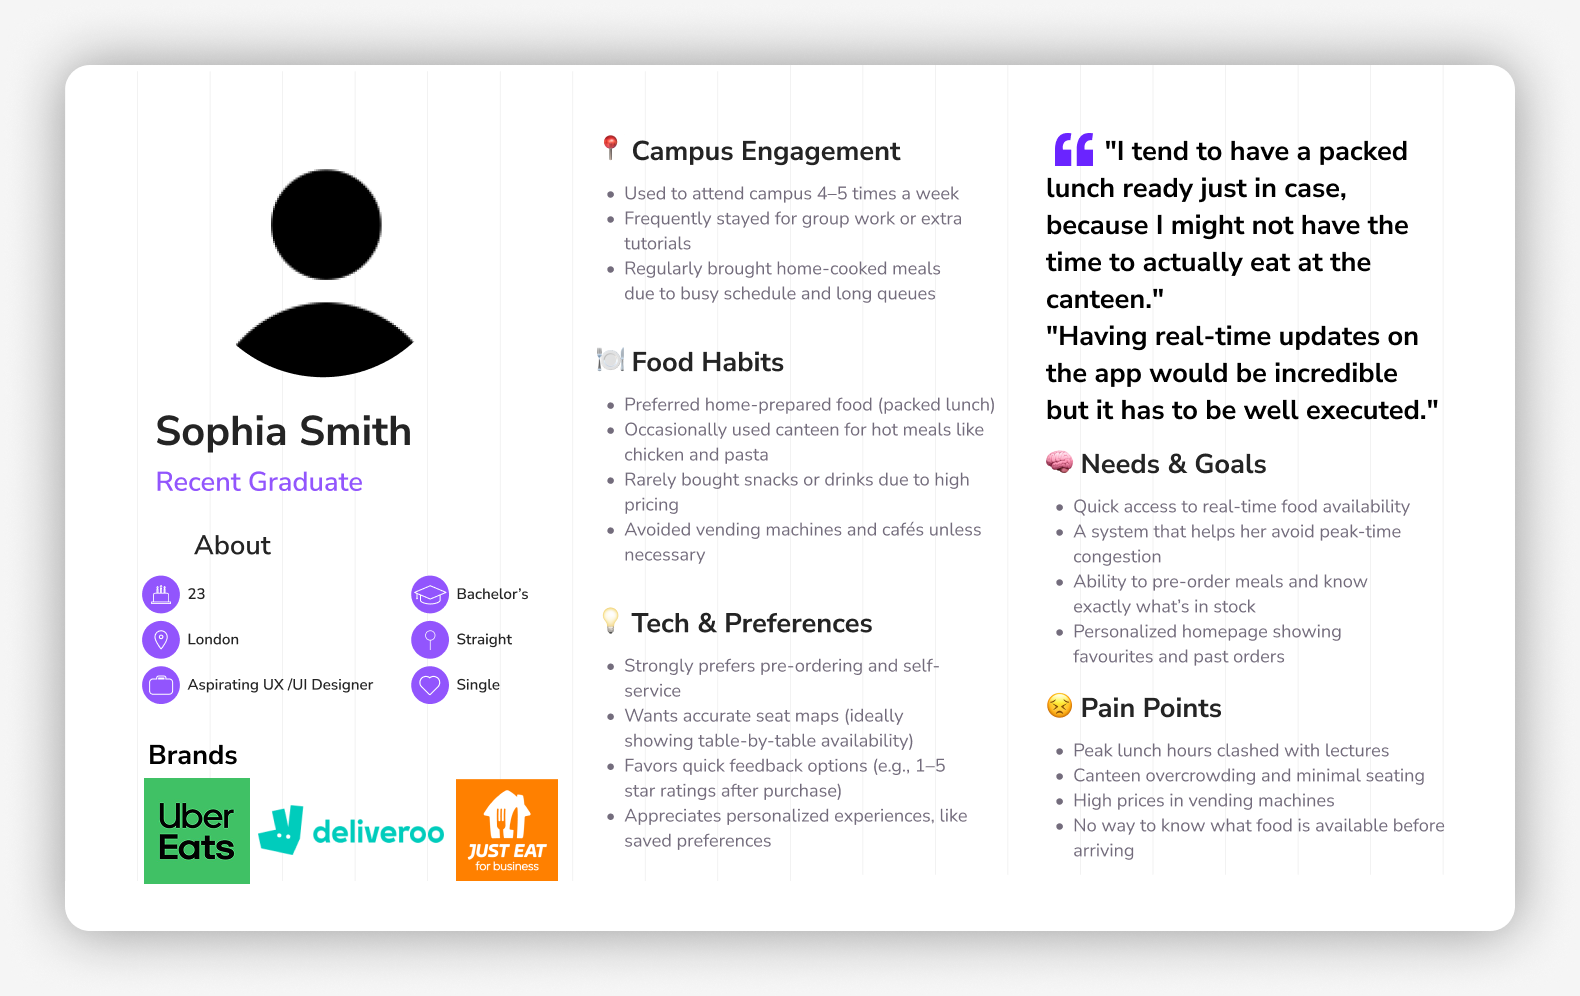 Sophia Smith
Recent Graduate
About
23
London
Aspirating UX /UI Designer
Bachelor’s
Straight
Single
Brands
Uber
Eats
deliveroo
JUST EAT
for business
Campus Engagement
• Used to attend campus 4–5 times a week
• Frequently stayed for group work or extra
tutorials
• Regularly brought home-cooked meals
due to busy schedule and long queues
Food Habits
• Preferred home-prepared food (packed lunch)
• Occasionally used canteen for hot meals like
chicken and pasta
• Rarely bought snacks or drinks due to high
pricing
• Avoided vending machines and cafés unless
necessary
Tech & Preferences
• Strongly prefers pre-ordering and self-
service
• Wants accurate seat maps (ideally
showing table-by-table availability)
• Favors quick feedback options (e.g., 1–5
star ratings after purchase)
• Appreciates personalized experiences, like
saved preferences
"I tend to have a packed
lunch ready just in case,
because I might not have the
time to actually eat at the
canteen."
"Having real-time updates on
the app would be incredible
but it has to be well executed."
Needs & Goals
• Quick access to real-time food availability
• A system that helps her avoid peak-time
congestion
• Ability to pre-order meals and know
exactly what’s in stock
• Personalized homepage showing
favourites and past orders
Pain Points
• Peak lunch hours clashed with lectures
• Canteen overcrowding and minimal seating
• High prices in vending machines
• No way to know what food is available before
arriving